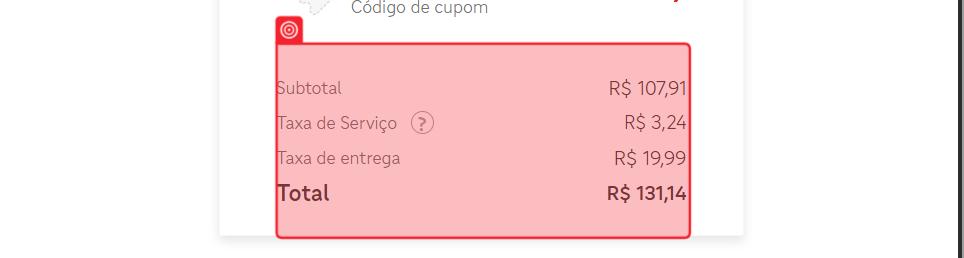 Código de cupom
Subtotal R$ 107,91
Taxa de Serviço ? R$ 3,24
Taxa de entrega R$ 19,99
Total R$ 131,14